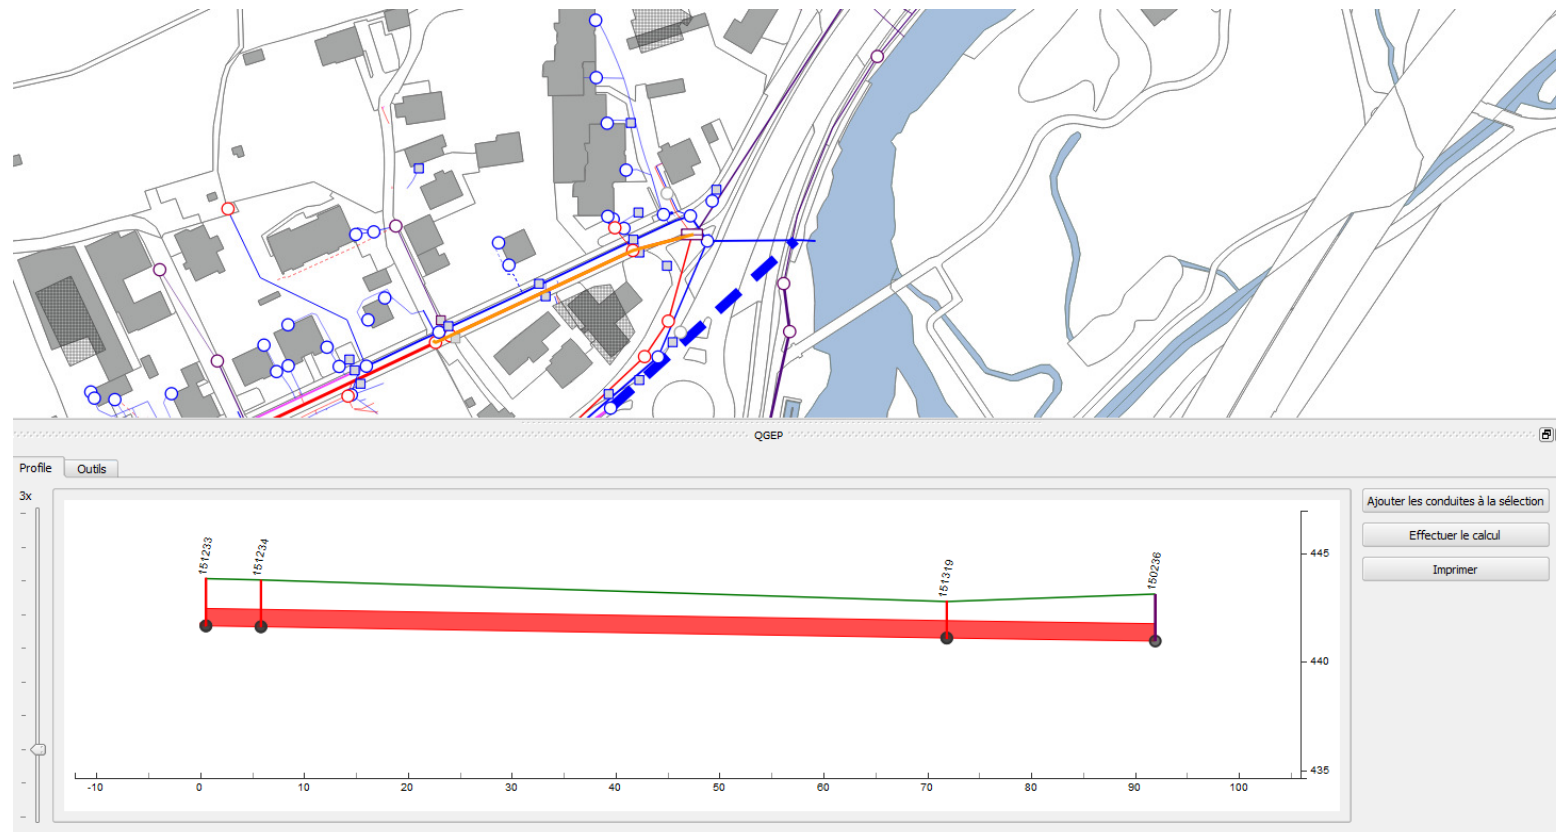 QGEP
Profile
Outils
3x
151233
151234
151319
150236
445
440
435
-10
0
10
20
30
40
50
60
70
80
90
100
Ajouter les conduites à la sélection
Effectuer le calcul
Imprimer